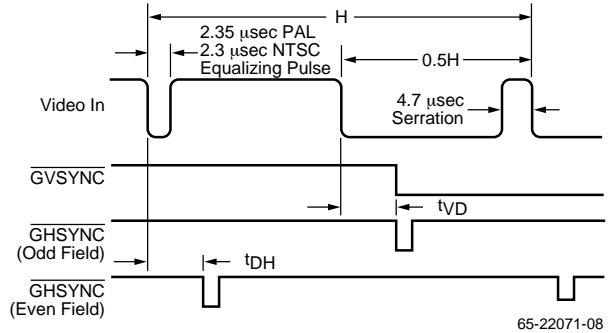 H
2.35 μsec PAL
2.3 μsec NTSC
Equalizing Pulse
0.5H
Video In
4.7 μsec
Serration
GVSYNC
tVD
GHSYNC
(Odd Field)
tDH
GHSYNC
(Even Field)
65-22071-08